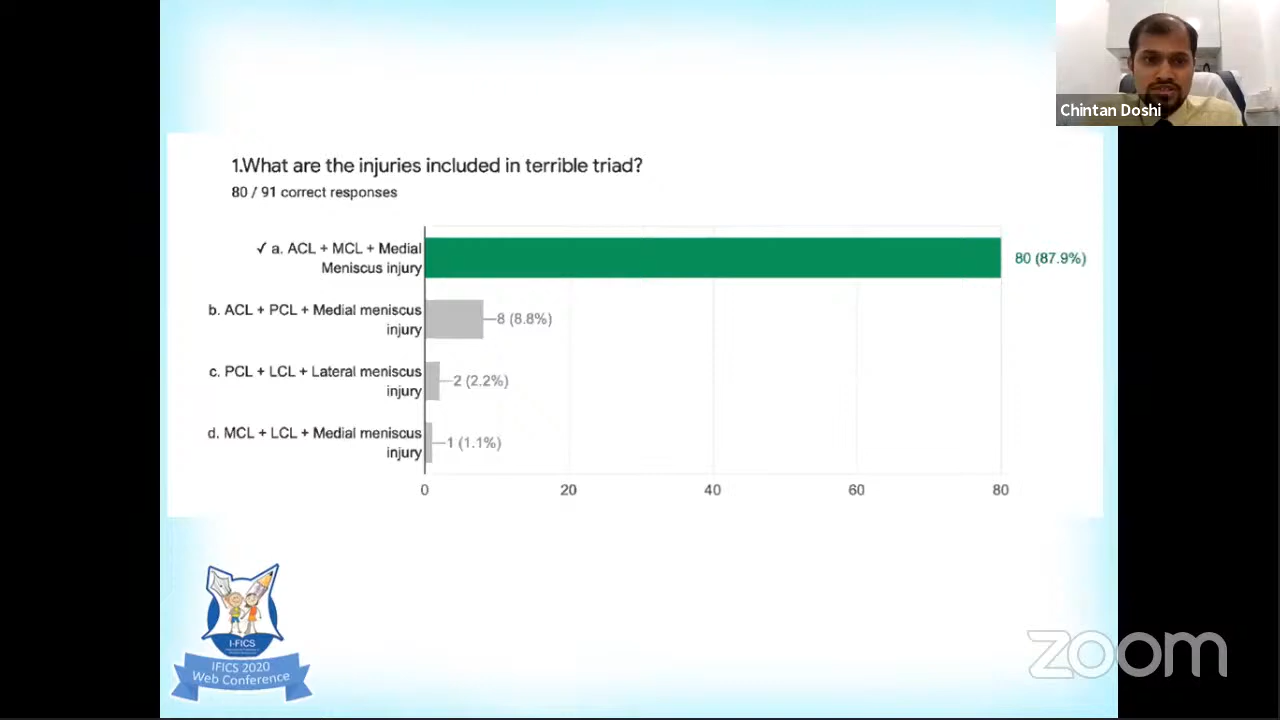 Chintan Doshi
1.What are the injuries included in terrible triad?
80 / 91 correct responses
✓ a. ACL + MCL + Medial
Meniscus injury
80 (87.9%)
b. ACL + PCL + Medial meniscus
injury
8 (8.8%)
c. PCL + LCL + Lateral meniscus
injury
2 (2.2%)
d. MCL + LCL + Medial meniscus
injury
1 (1.1%)
0 20 40 60 80
I-FICS
IFICS 2020
Web Conference
zoom